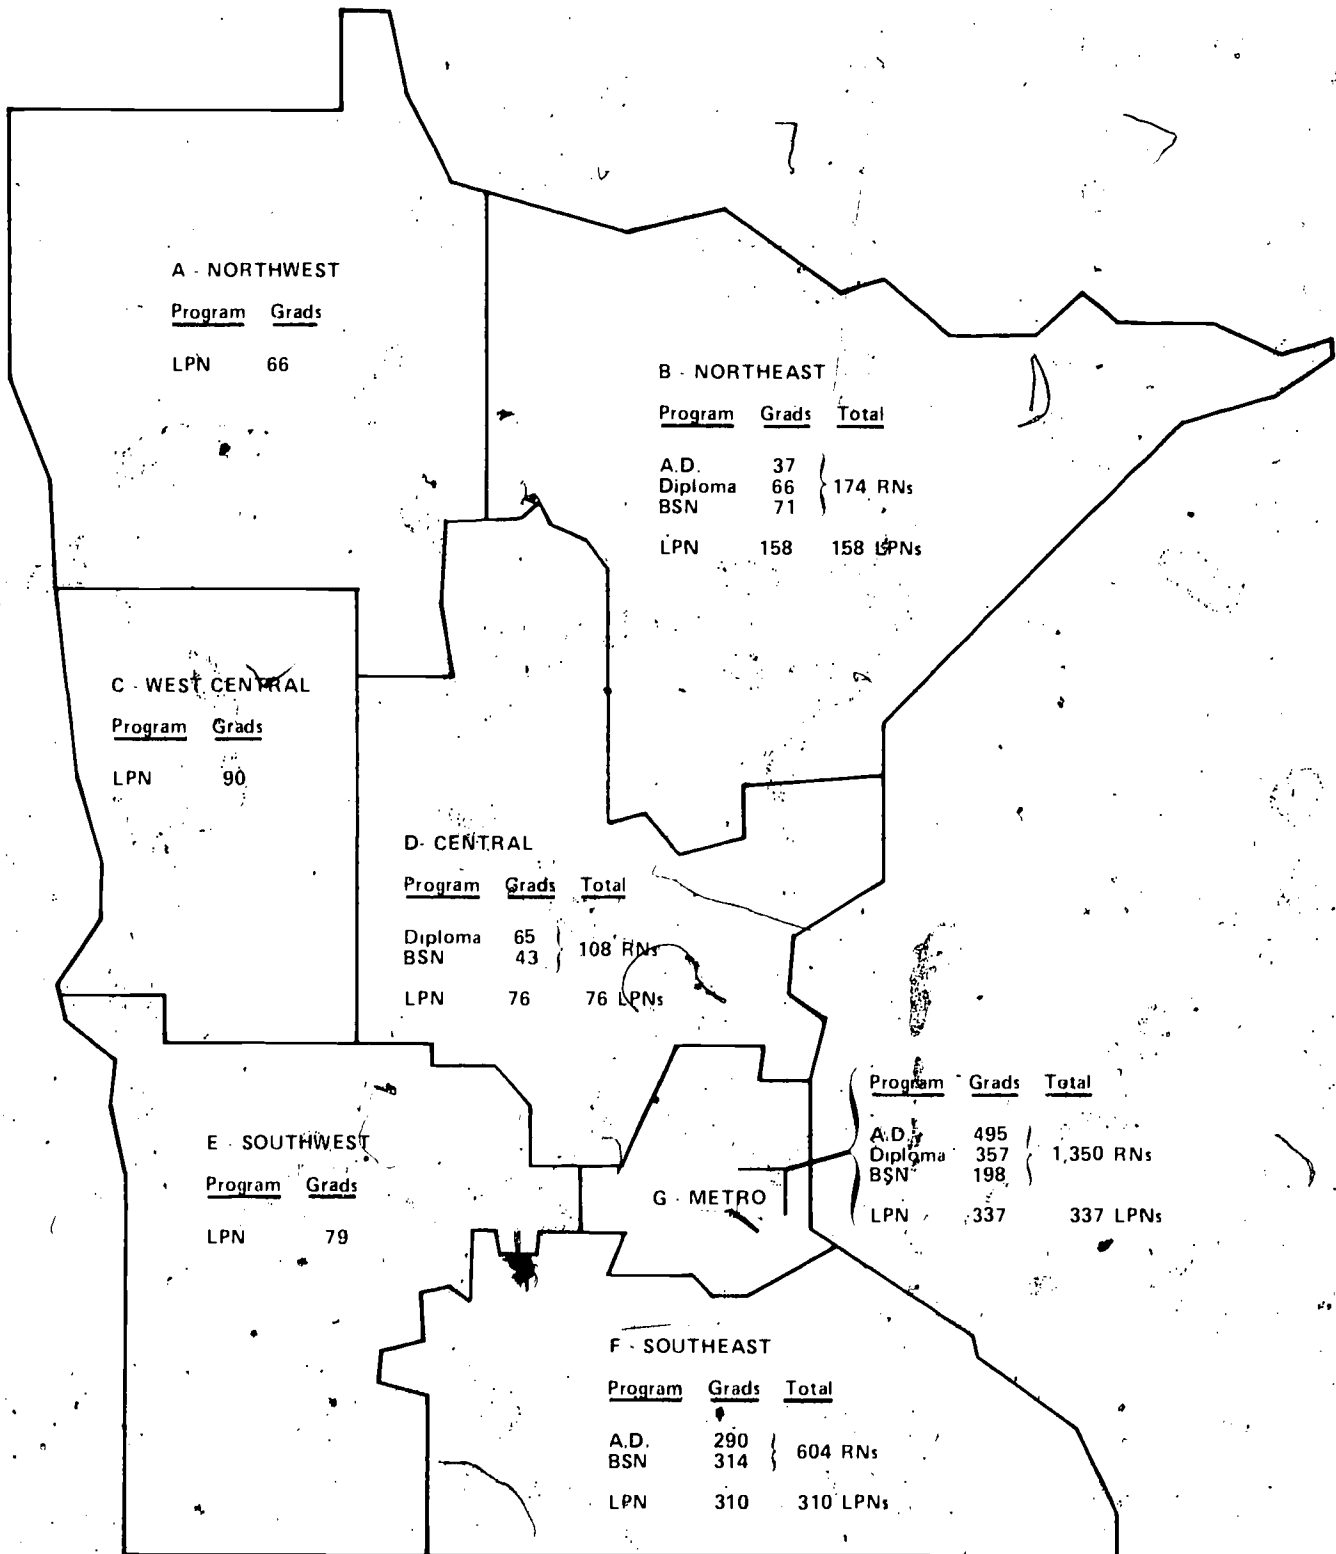 A - NORTHWEST
Program Grads
LPN 66
B - NORTHEAST
Program Grads Total
A.D. 37
Diploma 66 174 RNs
BSN 71
LPN 158 158 LPNs
C - WEST CENTRAL
Program Grads
LPN 90
D- CENTRAL
Program Grads Total
Diploma 65
BSN 43 108 RNs
LPN 76 76 LPNs
E - SOUTHWEST
Program Grads
LPN 79
G - METRO
Program Grads Total
A.D. 495
Diploma 357 1,350 RNs
BSN 198
LPN 337 337 LPNs
F - SOUTHEAST
Program Grads Total
A.D. 290
BSN 314 604 RNs
LPN 310 310 LPNs